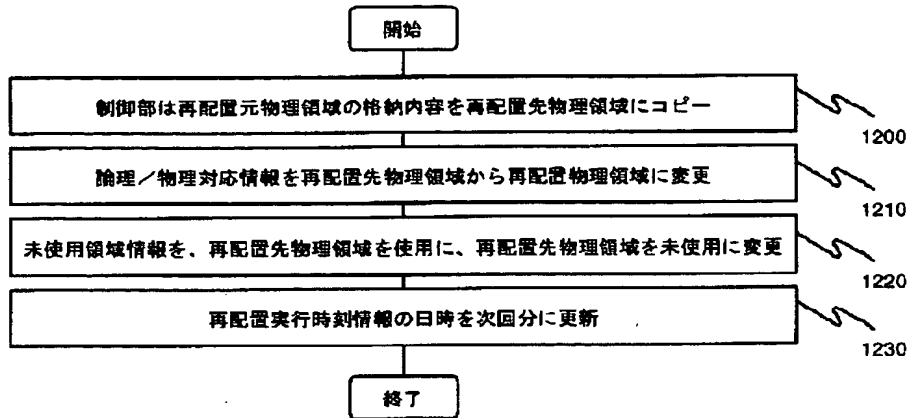 開始
制御部は再配置元物理領域の格納内容を再配置先物理領域にコピー
1200
論理／物理対応情報を再配置先物理領域から再配置物理領域に変更
1210
未使用領域情報を、再配置先物理領域を使用に、再配置先物理領域を未使用に変更
1220
再配置実行時刻情報の日時を次回分に更新
1230
終了